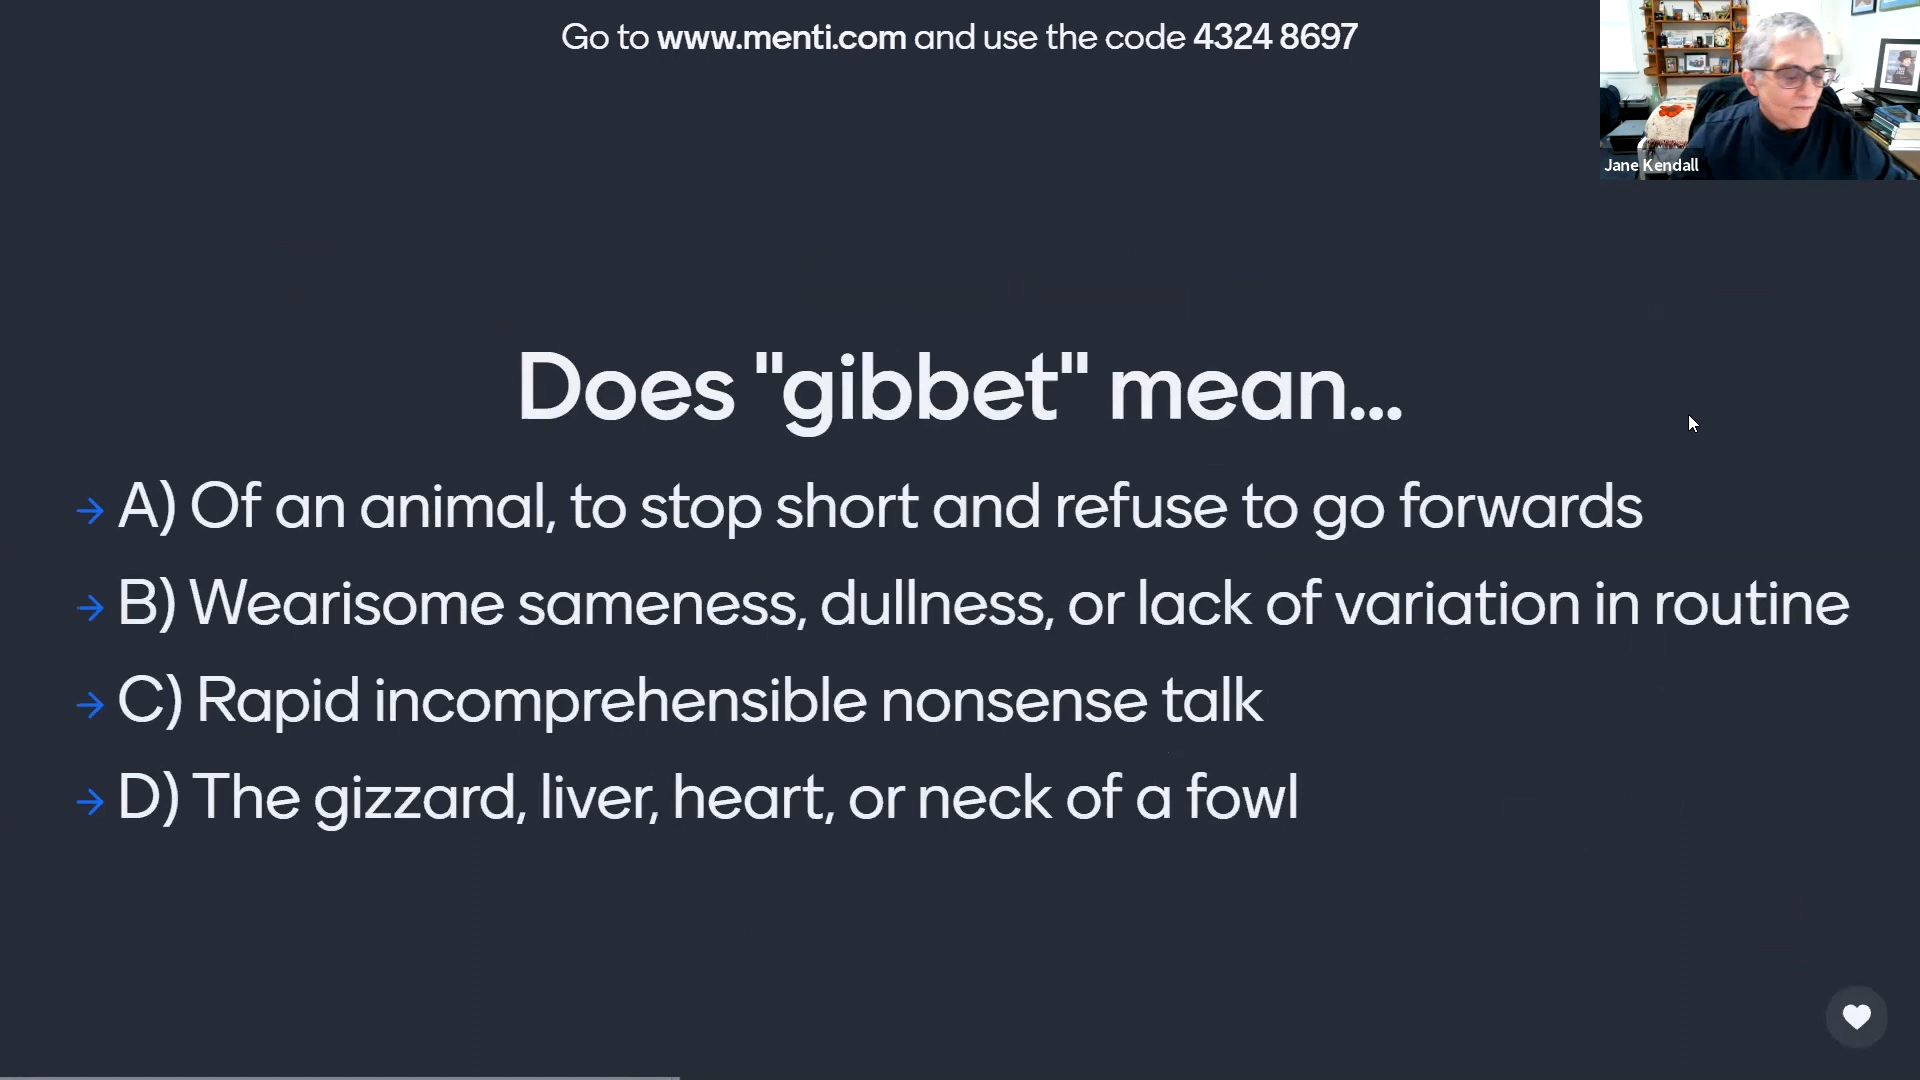 Go to www.menti.com and use the code 4324 8697
Jane Kendall
Does "gibbet" mean...
→ A) Of an animal, to stop short and refuse to go forwards
→ B) Wearisome sameness, dullness, or lack of variation in routine
→ C) Rapid incomprehensible nonsense talk
→ D) The gizzard, liver, heart, or neck of a fowl